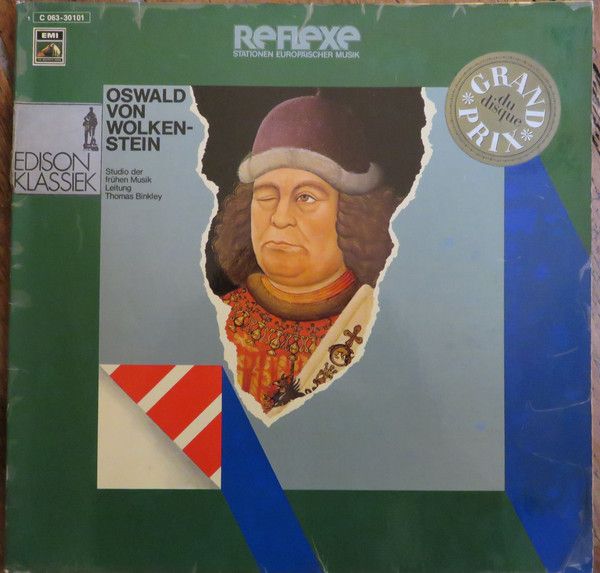 1 C 063-30101
EMI
REFLEXE
STATIONEN EUROPÄISCHER MUSIK
OSWALD
VON
WOLKEN-
STEIN
Studio der
frühen Musik
Leitung
Thomas Binkley
EDISON
KLASSIEK
GRAND
du
disque
PRIX